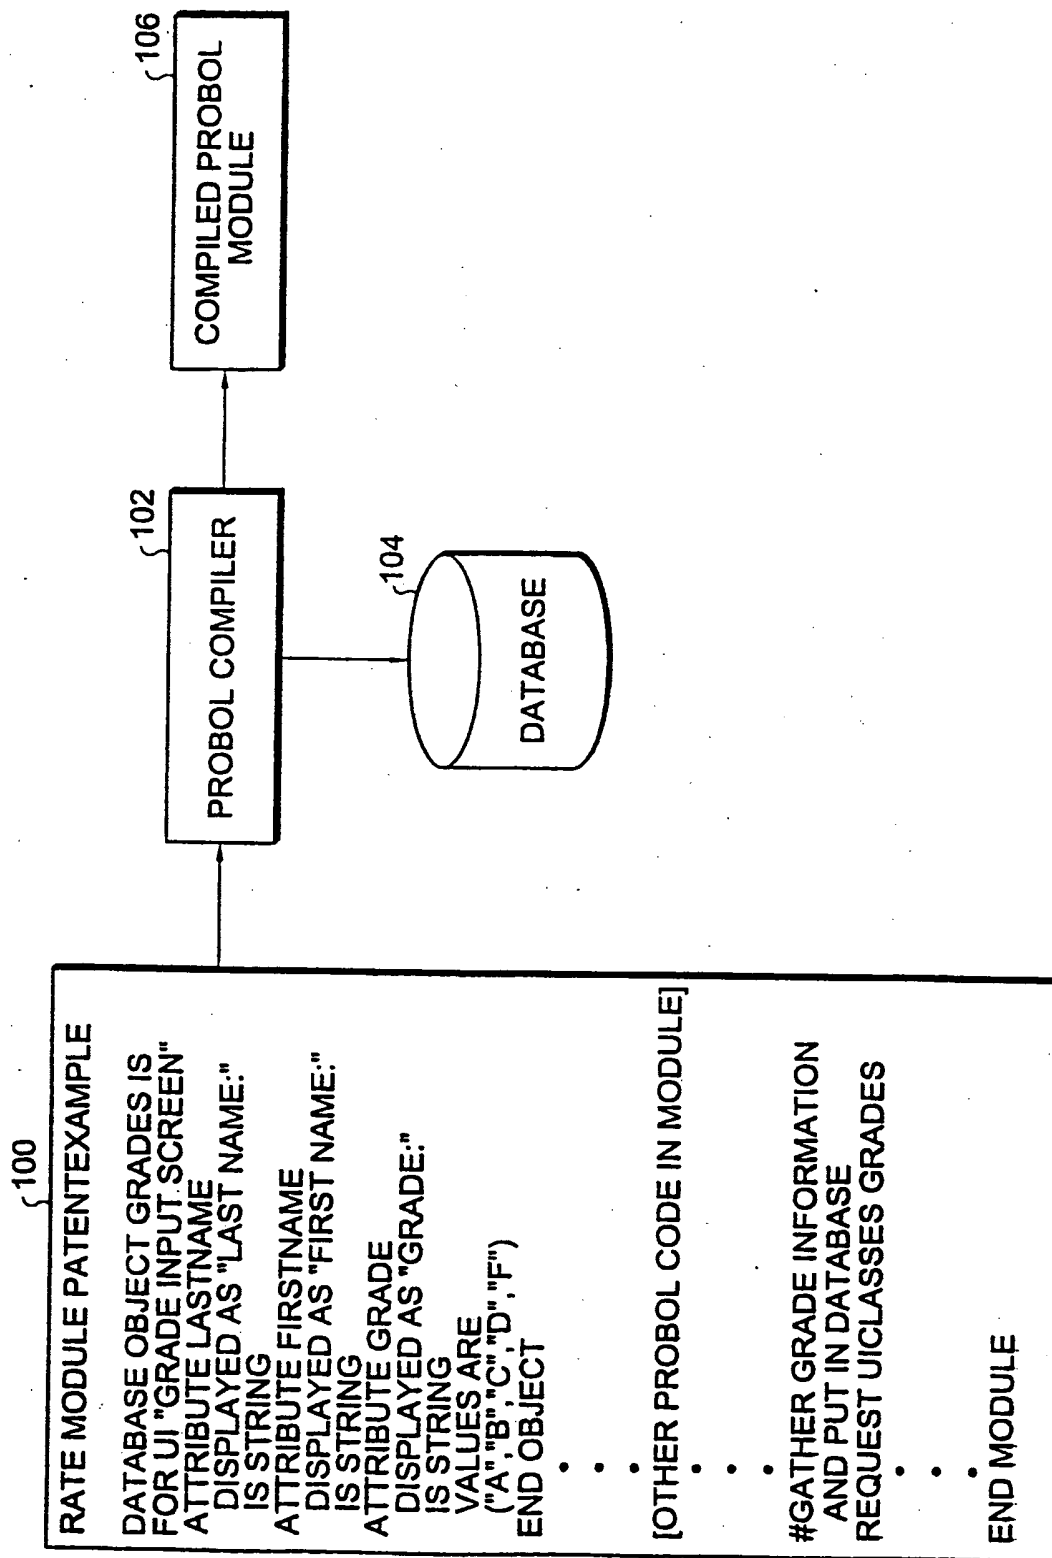 100
RATE MODULE PATENTEXAMPLE
DATABASE OBJECT GRADES IS
FOR UI "GRADE INPUT SCREEN"
ATTRIBUTE LASTNAME
DISPLAYED AS "LAST NAME:"
IS STRING
ATTRIBUTE FIRSTNAME
DISPLAYED AS "FIRST NAME:"
IS STRING
ATTRIBUTE GRADE
DISPLAYED AS "GRADE:"
IS STRING
VALUES ARE
("A","B","C","D","F")
END OBJECT
[OTHER PROBOL CODE IN MODULE]
#GATHER GRADE INFORMATION
AND PUT IN DATABASE
REQUEST UICLASSES GRADES
END MODULE
102
PROBOL COMPILER
104
DATABASE
106
COMPILED PROBOL
MODULE